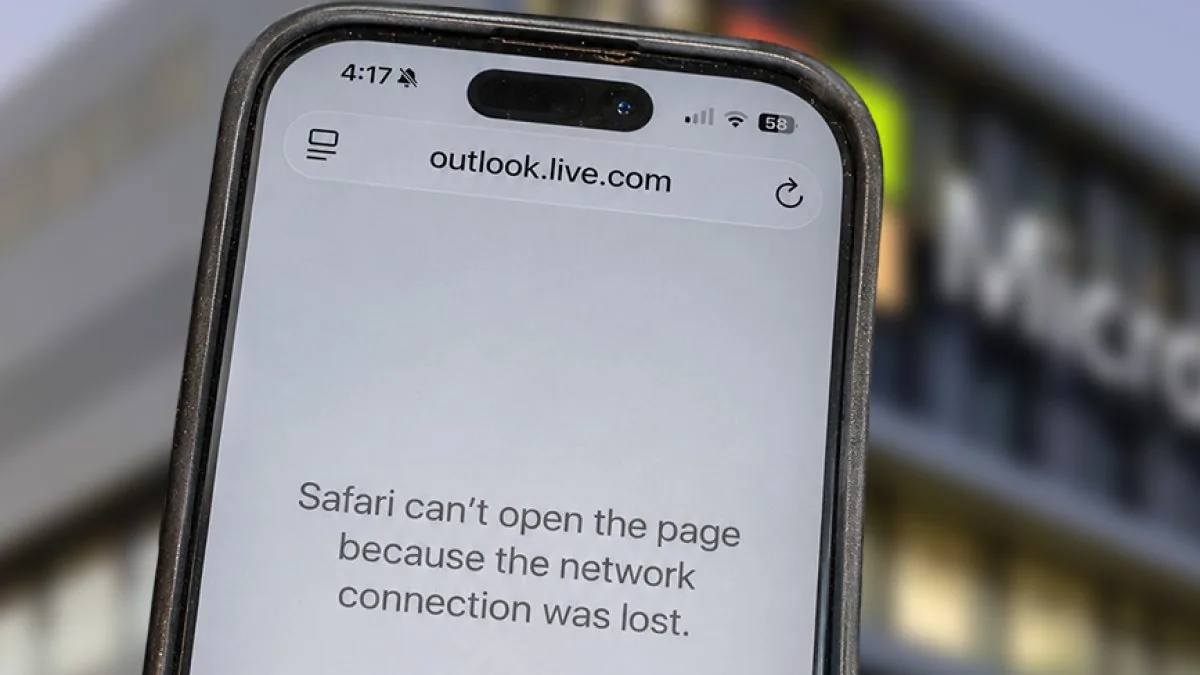 4:17
58
outlook.live.com
Safari can't open the page
because the network
connection was lost.